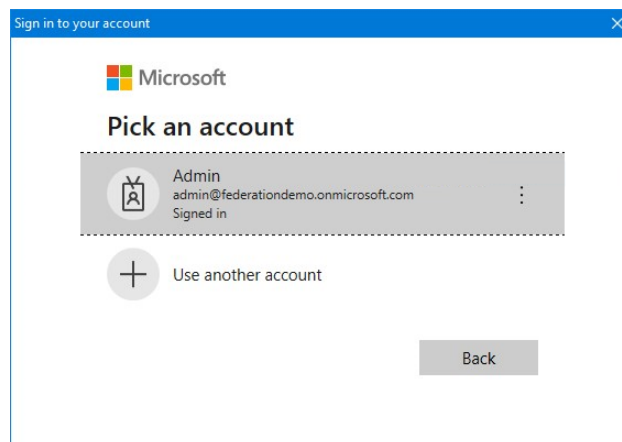 Sign in to your account
Microsoft
Pick an account
Admin
admin@federationdemo.onmicrosoft.com
Signed in
Use another account
Back